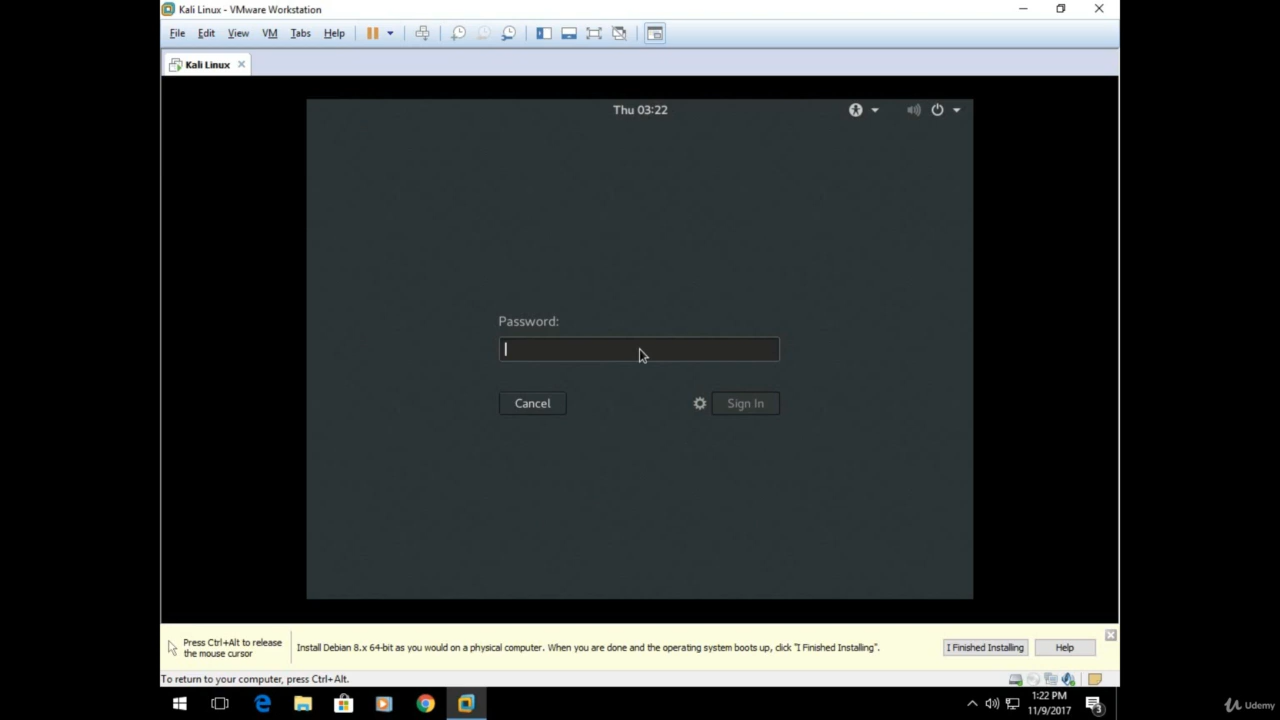 Kali Linux - VMware Workstation
File Edit View VM Tabs Help
Kali Linux
Thu 03:22
Password:
Cancel
Sign In
Press Ctrl+Alt to release
the mouse cursor
Install Debian 8.x 64-bit as you would on a physical computer. When you are done and the operating system boots up, click "I Finished Installing".
I Finished Installing
Help
To return to your computer, press Ctrl+Alt.
1:22 PM
11/9/2017
3
Udemy